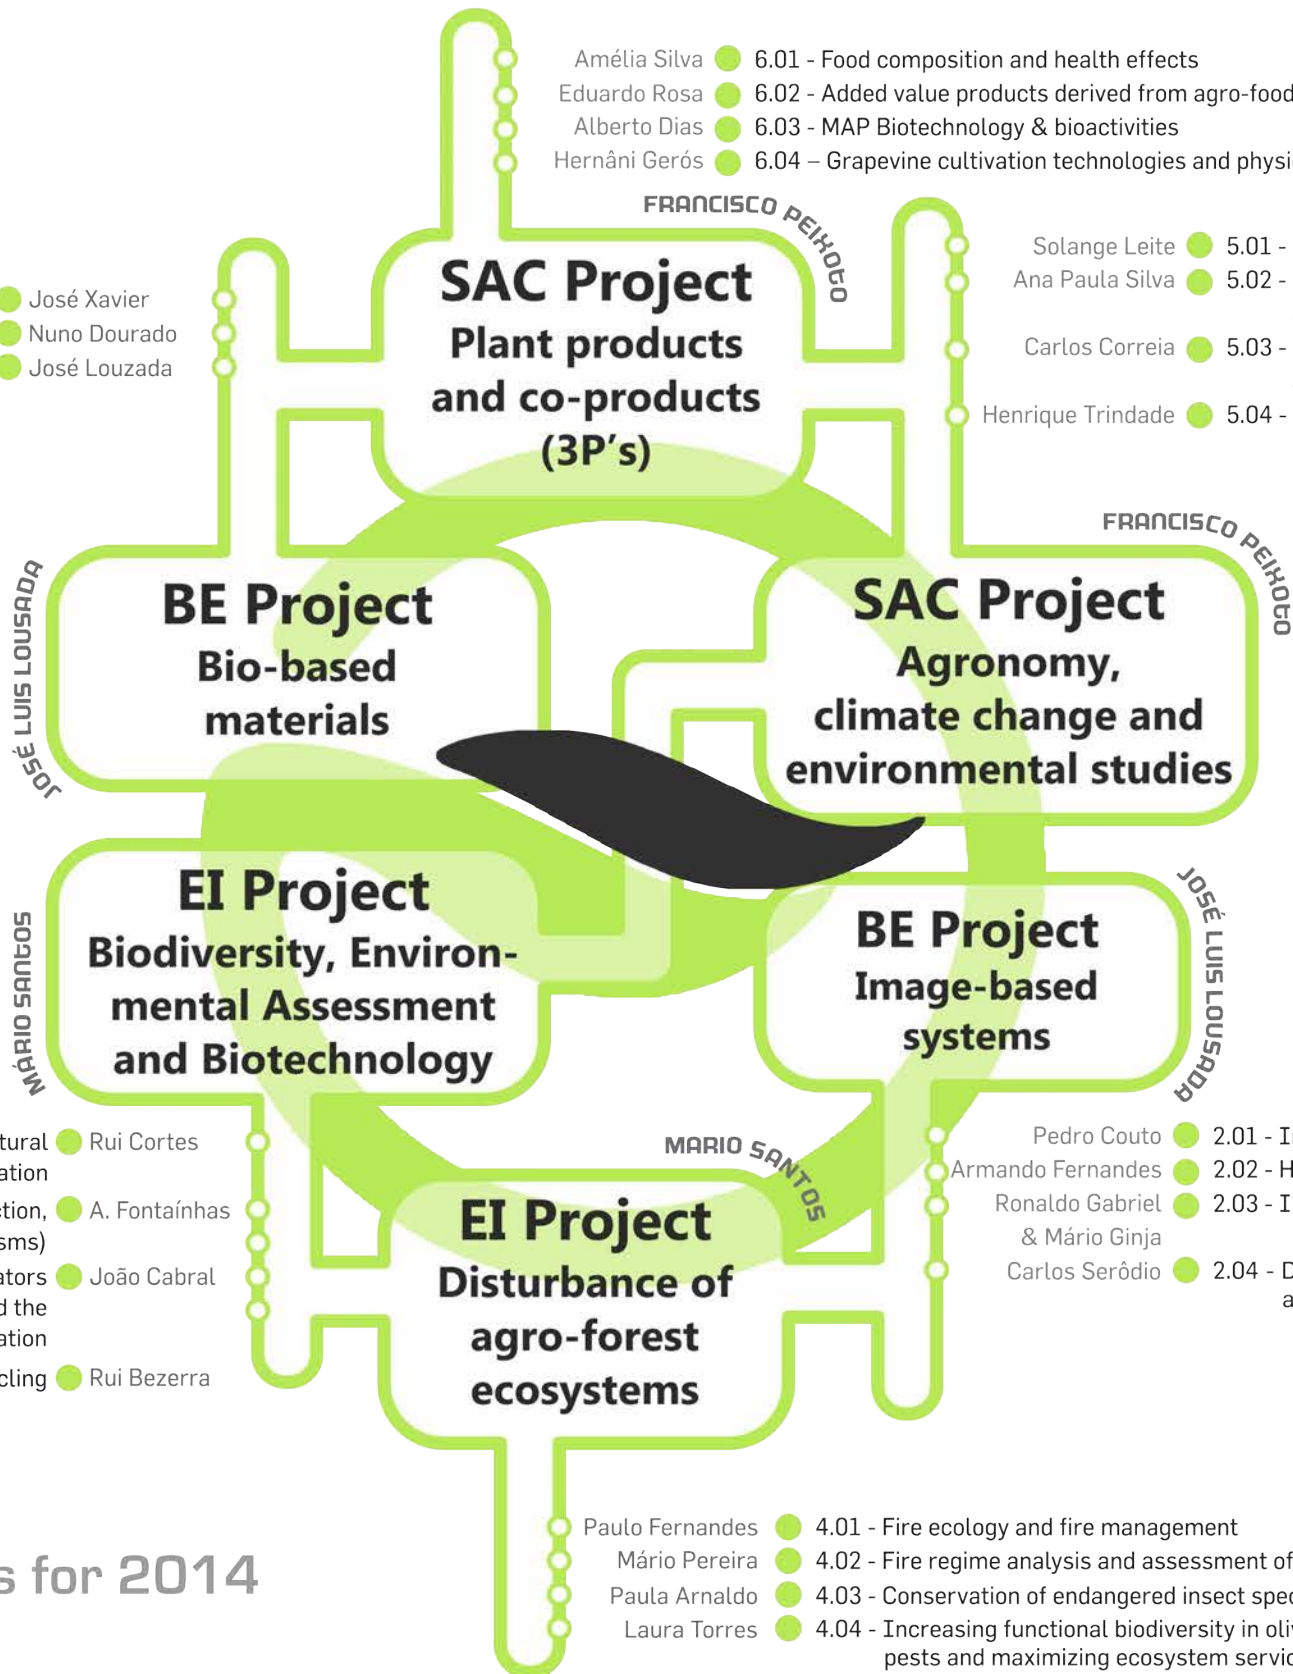 Amélia Silva 6.01 - Food composition and health effects
Eduardo Rosa 6.02 - Added value products derived from agro-food
Alberto Dias 6.03 - MAP Biotechnology & bioactivities
Hernâni Gerós 6.04 – Grapevine cultivation technologies and physi
FRANCISCO PEIXOTO
SAC Project
Plant products
and co-products
(3P's)
José Xavier
Nuno Dourado
José Louzada
Solange Leite 5.01 -
Ana Paula Silva 5.02 -
Carlos Correia 5.03 -
Henrique Trindade 5.04 -
JOSÉ LUIS LOUSADA
BE Project
Bio-based
materials
FRANCISCO PEIXOTO
SAC Project
Agronomy,
climate change and
environmental studies
MÁRIO SANTOS
EI Project
Biodiversity, Environ-
mental Assessment
and Biotechnology
BE Project
Image-based
systems
JOSÉ LUIS LOUSADA
tural Rui Cortes
ation
ction, A. Fontaínhas
sms)
ators João Cabral
d the
ation
cling Rui Bezerra
MARIO SANTOS
EI Project
Disturbance of
agro-forest
ecosystems
Pedro Couto 2.01 - I
Armando Fernandes 2.02 - H
Ronaldo Gabriel 2.03 - I
& Mário Ginja
Carlos Serôdio 2.04 - D
a
Paulo Fernandes 4.01 - Fire ecology and fire management
Mário Pereira 4.02 - Fire regime analysis and assessment of
Paula Arnaldo 4.03 - Conservation of endangered insect spec
Laura Torres 4.04 - Increasing functional biodiversity in oliv
pests and maximizing ecosystem servic
s for 2014